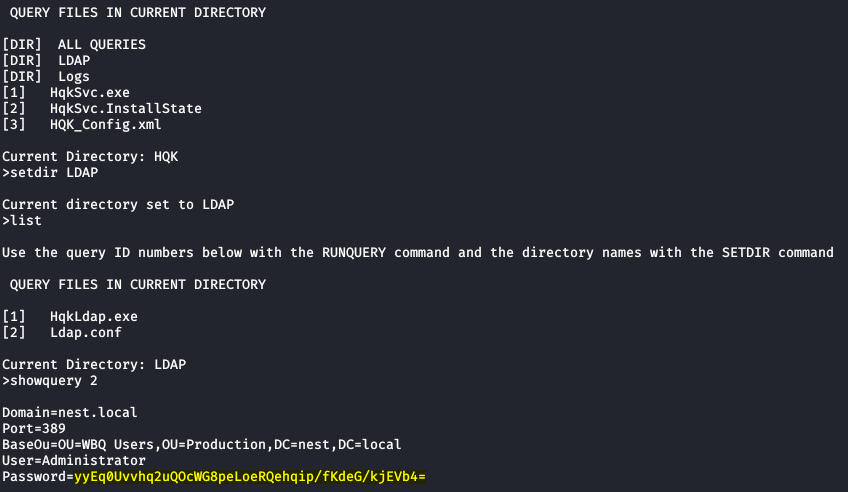 QUERY FILES IN CURRENT DIRECTORY
[DIR] ALL QUERIES
[DIR] LDAP
[DIR] Logs
[1] HqkSvc.exe
[2] HqkSvc.InstallState
[3] HQK_Config.xml
Current Directory: HQK
>setdir LDAP
Current directory set to LDAP
>list
Use the query ID numbers below with the RUNQUERY command and the directory names with the SETDIR command
QUERY FILES IN CURRENT DIRECTORY
[1] HqkLdap.exe
[2] Ldap.conf
Current Directory: LDAP
>showquery 2
Domain=nest.local
Port=389
BaseOu=OU=WBQ Users,OU=Production,DC=nest,DC=local
User=Administrator
Password=yyEq0Uvvhq2uQOcWG8peLoeRQehqip/fKdeG/kjEVb4=